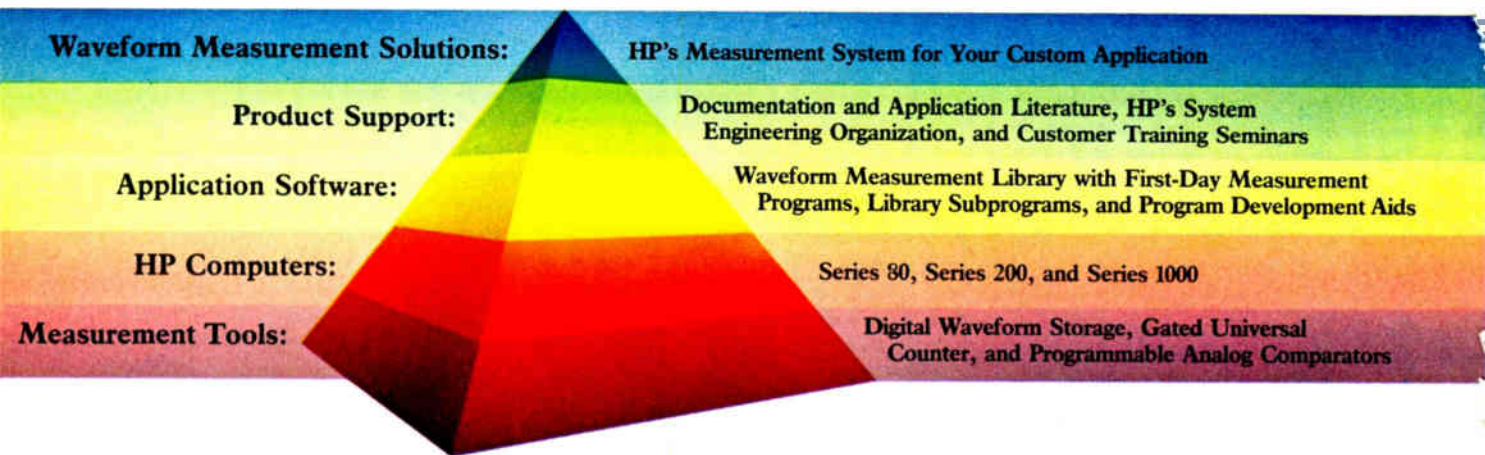 Waveform Measurement Solutions:
HP's Measurement System for Your Custom Application
Product Support:
Documentation and Application Literature, HP's System
Engineering Organization, and Customer Training Seminars
Application Software:
Waveform Measurement Library with First-Day Measurement
Programs, Library Subprograms, and Program Development Aids
HP Computers:
Series 80, Series 200, and Series 1000
Measurement Tools:
Digital Waveform Storage, Gated Universal
Counter, and Programmable Analog Comparators